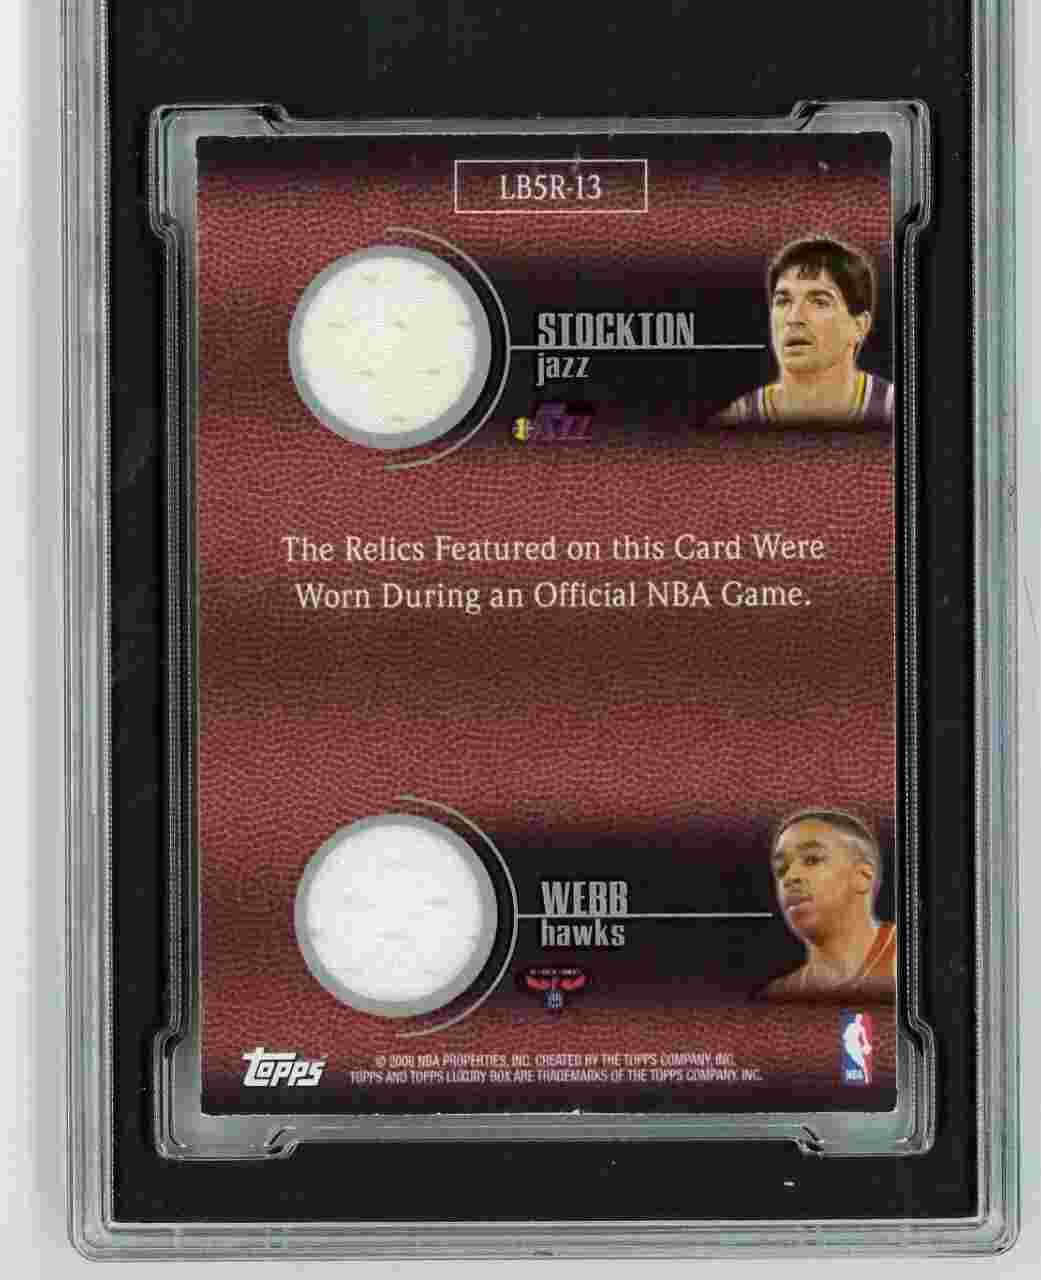 LB5R-13
STOCKTON
jazz
JAZZ
The Relics Featured on this Card Were
Worn During an Official NBA Game.
WEBB
hawks
topps
© 2006 NBA PROPERTIES, INC. CREATED BY THE TOPPS COMPANY, INC.
TOPPS AND TOPPS LUXURY BOX ARE TRADEMARKS OF THE TOPPS COMPANY, INC.
NBA